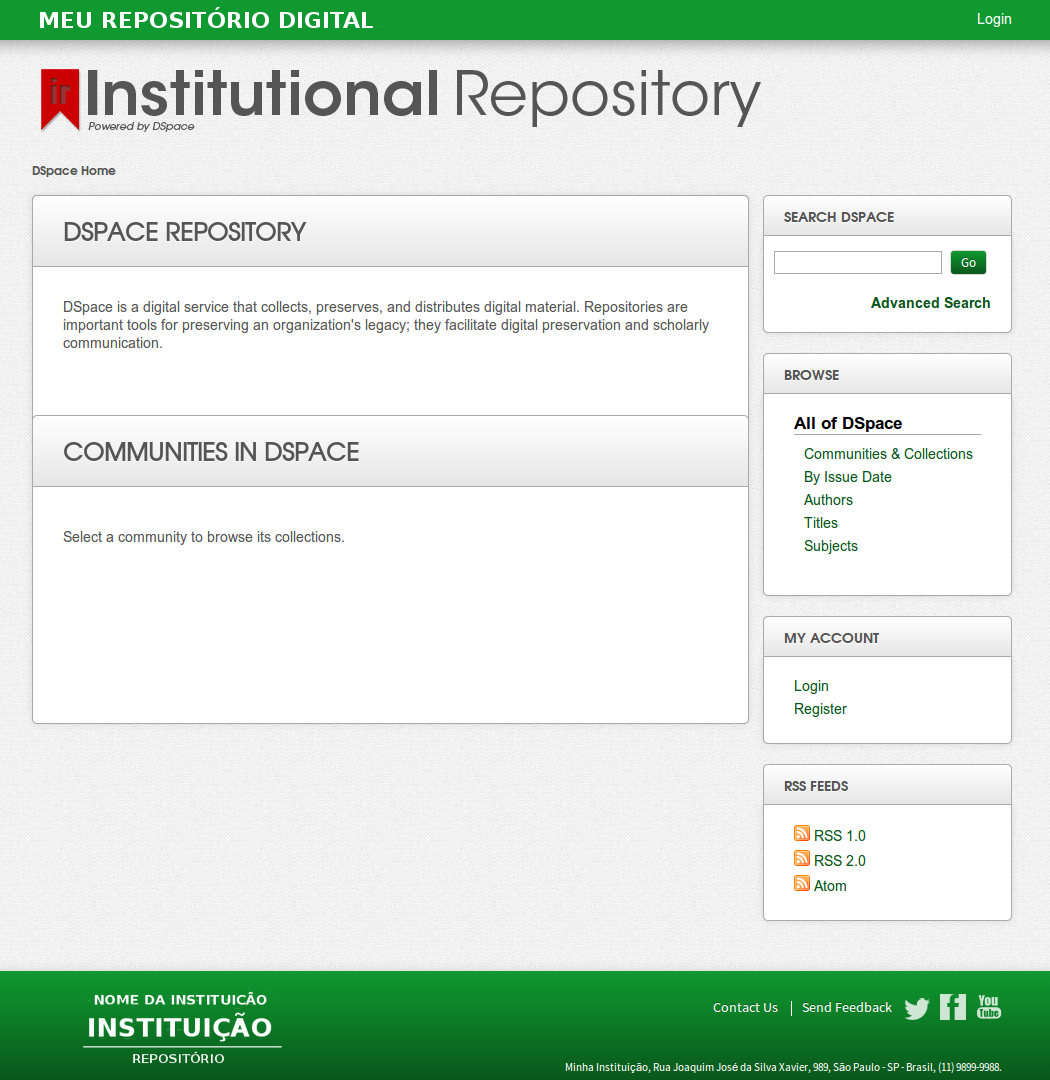 MEU REPOSITÓRIO DIGITAL
Login
ir
Institutional Repository
Powered by DSpace
DSpace Home
DSPACE REPOSITORY
DSpace is a digital service that collects, preserves, and distributes digital material. Repositories are
important tools for preserving an organization's legacy; they facilitate digital preservation and scholarly
communication.
COMMUNITIES IN DSPACE
Select a community to browse its collections.
SEARCH DSPACE
Go
Advanced Search
BROWSE
All of DSpace
Communities & Collections
By Issue Date
Authors
Titles
Subjects
MY ACCOUNT
Login
Register
RSS FEEDS
RSS 1.0
RSS 2.0
Atom
NOME DA INSTITUICÃO
INSTITUIÇÃO
REPOSITÓRIO
Contact Us | Send Feedback
You
Tube
Minha Instituição, Rua Joaquim José da Silva Xavier, 989, São Paulo - SP - Brasil, (11) 9899-9988.